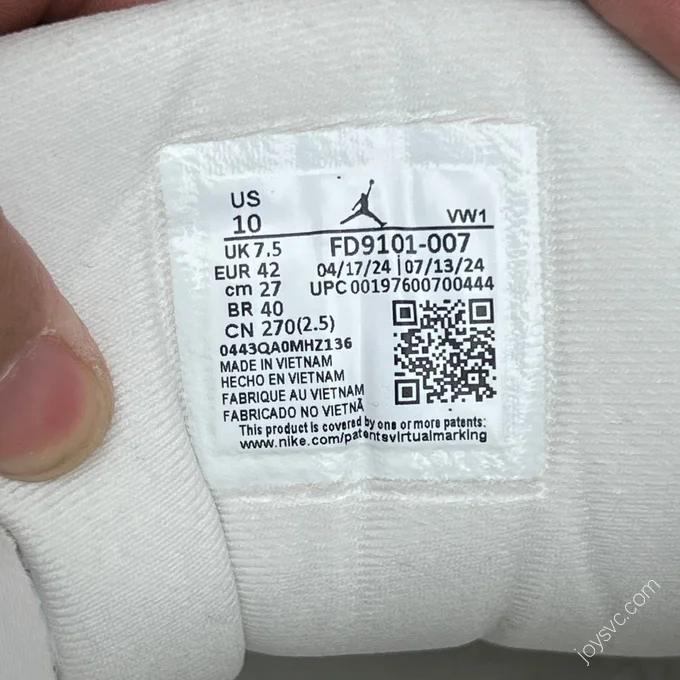 US
10
VW1
UK 7.5
FD9101-007
EUR 42
04/17/24 | 07/13/24
cm 27
UPC 00197600700444
BR 40
CN 270(2.5)
0443QA0MHZ136
MADE IN VIETNAM
HECHO EN VIETNAM
FABRIQUE AU VIETNAM
FABRICADO NO VIETNÃ
This product is covered by one or more patents:
www.nike.com/patentsvirtualmarking
joysvc.com